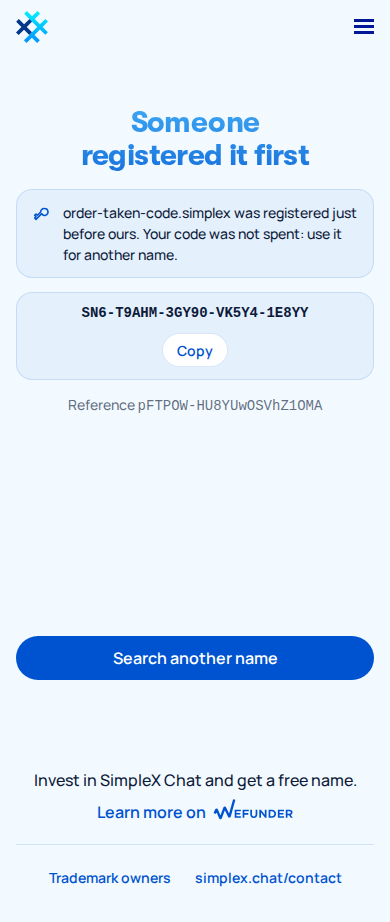 Someone
registered it first
order-taken-code.simplex was registered just
before ours. Your code was not spent: use it
for another name.
SN6-T9AHM-3GY90-VK5Y4-1E8YY
Copy
Reference pFTPOW-HU8YUwOSVhZ1OMA
Search another name
Invest in SimpleX Chat and get a free name.
Learn more on WEFUNDER
Trademark owners simplex.chat/contact